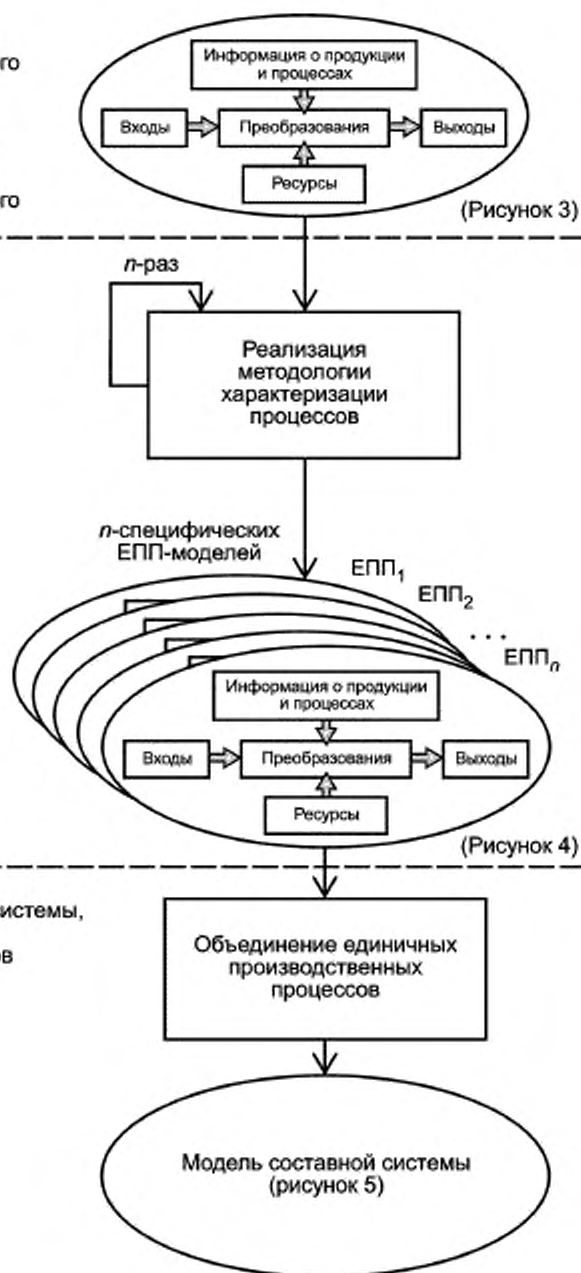 го
Информация о продукции
и процессах
Входы
Преобразования
Выходы
Ресурсы
го
(Рисунок 3)
n-раз
Реализация
методологии
характеризации
процессов
n-специфических
ЕПП-моделей
ЕПП1
ЕПП2
...
ЕППn
Информация о продукции
и процессах
Входы
Преобразования
Выходы
Ресурсы
(Рисунок 4)
истемы,
в
Объединение единичных
производственных
процессов
Модель составной системы
(рисунок 5)